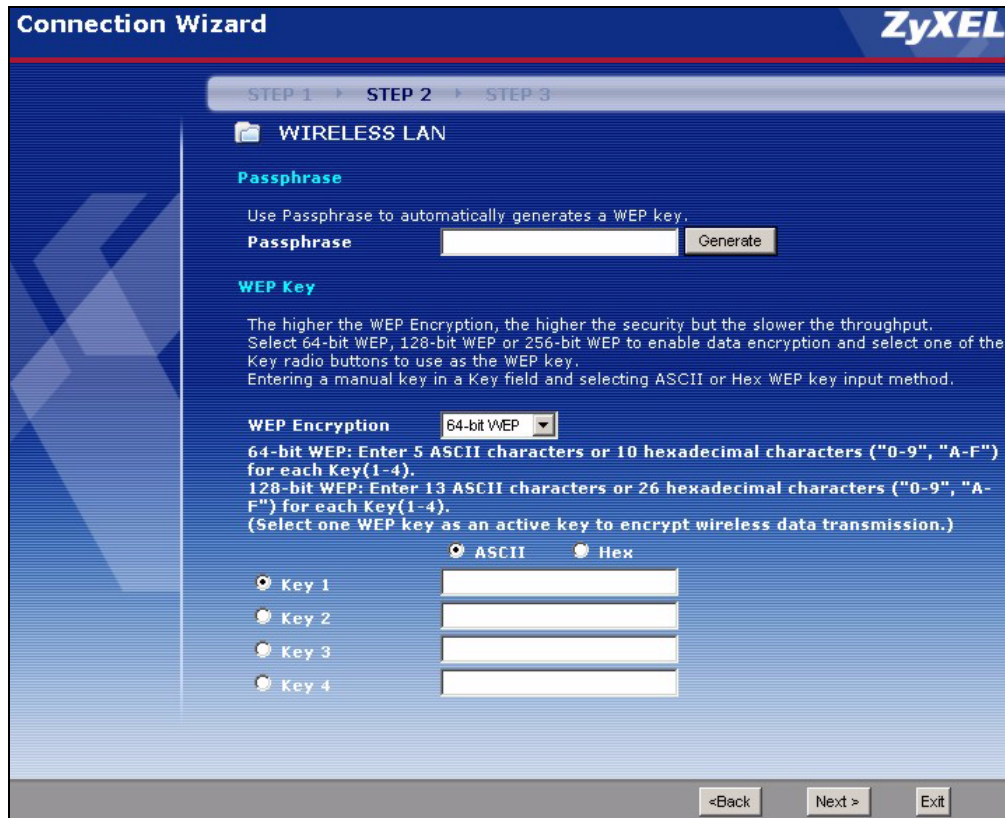 Connection Wizard
ZyXEL
STEP 1 STEP 2 STEP 3
WIRELESS LAN
Passphrase
Use Passphrase to automatically generates a WEP key.
Passphrase
Generate
WEP Key
The higher the WEP Encryption, the higher the security but the slower the throughput.
Select 64-bit WEP, 128-bit WEP or 256-bit WEP to enable data encryption and select one of the
Key radio buttons to use as the WEP key.
Entering a manual key in a Key field and selecting ASCII or Hex WEP key input method.
WEP Encryption 64-bit WEP
64-bit WEP: Enter 5 ASCII characters or 10 hexadecimal characters ("0-9", "A-F")
for each Key(1-4).
128-bit WEP: Enter 13 ASCII characters or 26 hexadecimal characters ("0-9", "A-
F") for each Key(1-4).
(Select one WEP key as an active key to encrypt wireless data transmission.)
ASCII Hex
Key 1
Key 2
Key 3
Key 4
<Back Next > Exit